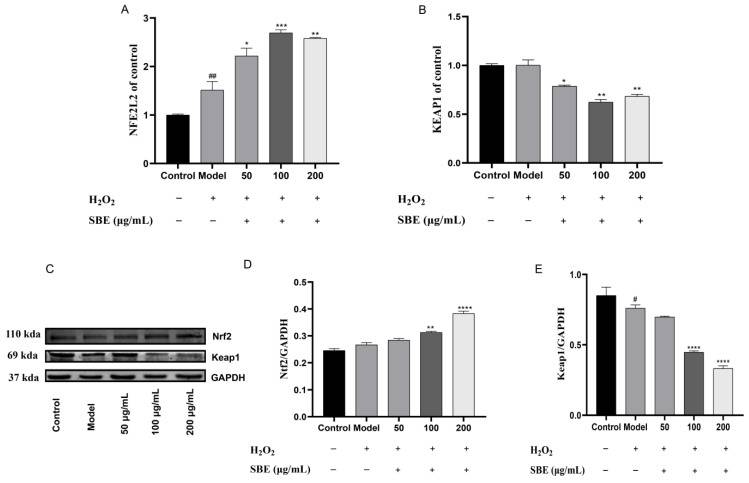 A
NFE2L2 of control
3
2
1
0
##
*
***
**
Control Model 50 100 200
H₂O₂ − + + + +
SBE (μg/mL) − − + + +
B
KEAP1 of control
1.5
1.0
0.5
0.0
*
**
**
Control Model 50 100 200
H₂O₂ − + + + +
SBE (μg/mL) − − + + +
C
110 kda Nrf2
69 kda Keap1
37 kda GAPDH
Control
Model
50 μg/mL
100 μg/mL
200 μg/mL
D
Ntf2/GAPDH
0.5
0.4
0.3
0.2
0.1
0.0
**
****
Control Model 50 100 200
H₂O₂ − + + + +
SBE (μg/mL) − − + + +
E
Keap1/GAPDH
1.0
0.5
0.0
#
****
****
Control Model 50 100 200
H₂O₂ − + + + +
SBE (μg/mL) − − + + +